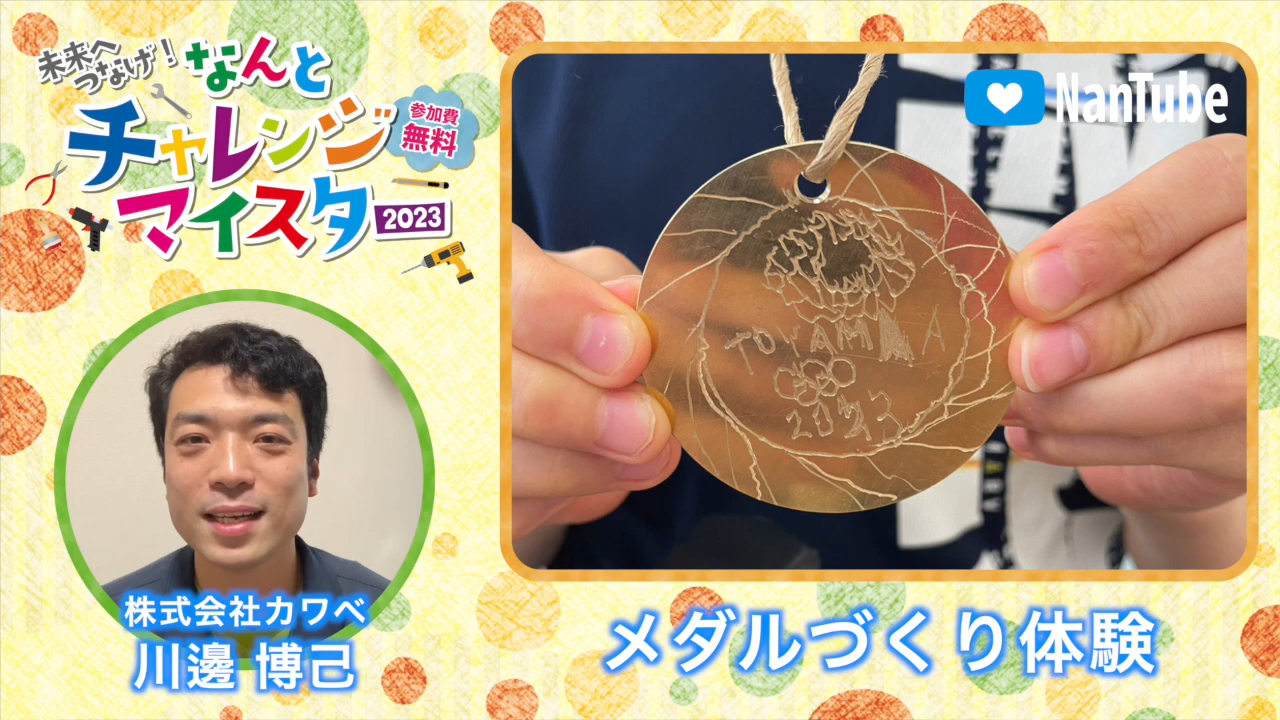 未来へ
つなげ！
なんと
チャレンジ
マイスタ
2023
参加費
無料
NanTube
TOYAMA
2023
株式会社カワベ
川邊 博己
メダルづくり体験